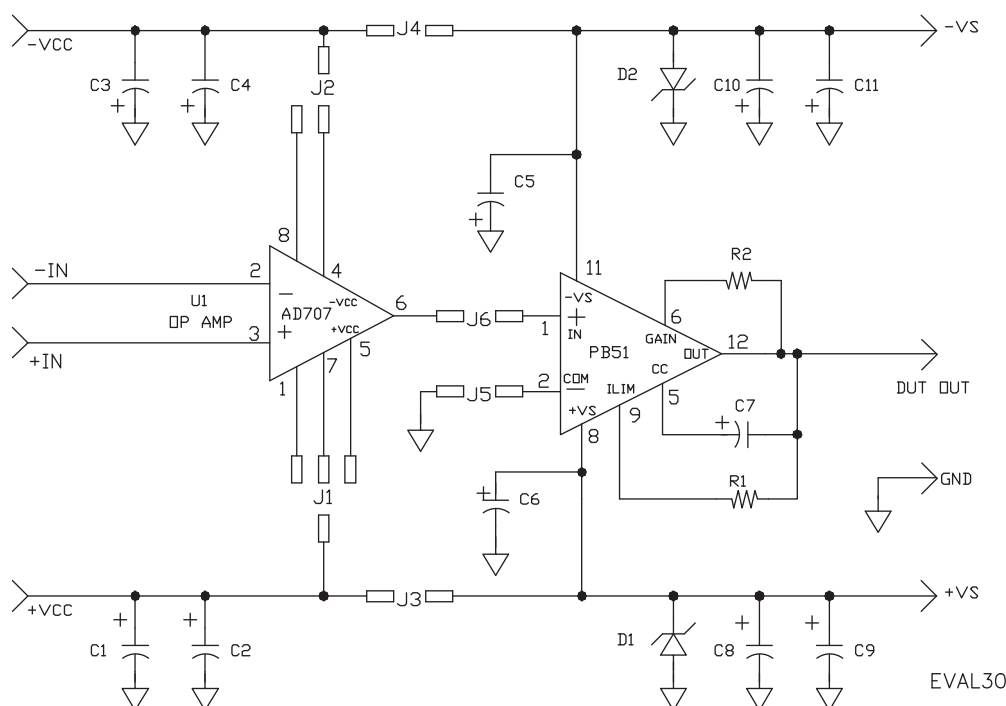 J4
-VCC
-VS
C3
+
C4
+
J2
D2
C10
+
C11
+
C5
+
8
4
11
-IN
2
−
-VCC
U1
OP AMP
AD707
+VCC
6
+IN
3
+
5
1
7
J6
1
-VS
+
IN
R2
6
GAIN
PB51
OUT
12
DUT OUT
J5
2
COM
−
+VS
CC
5
ILIM
9
8
C7
+
R1
GND
J1
C6
+
+VCC
J3
+VS
C1
+
C2
+
D1
C8
+
C9
+
EVAL30